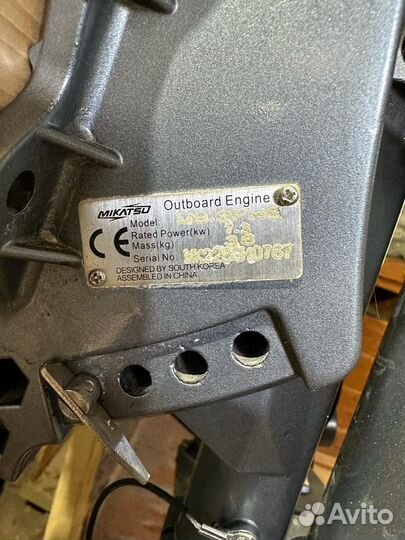 MIKATSU Outboard Engine
Model:
Rated Power(kw)
Mass(kg)
Serial No.
CE
DESIGNED BY SOUTH KOREA
ASSEMBLED IN CHINA
Avito